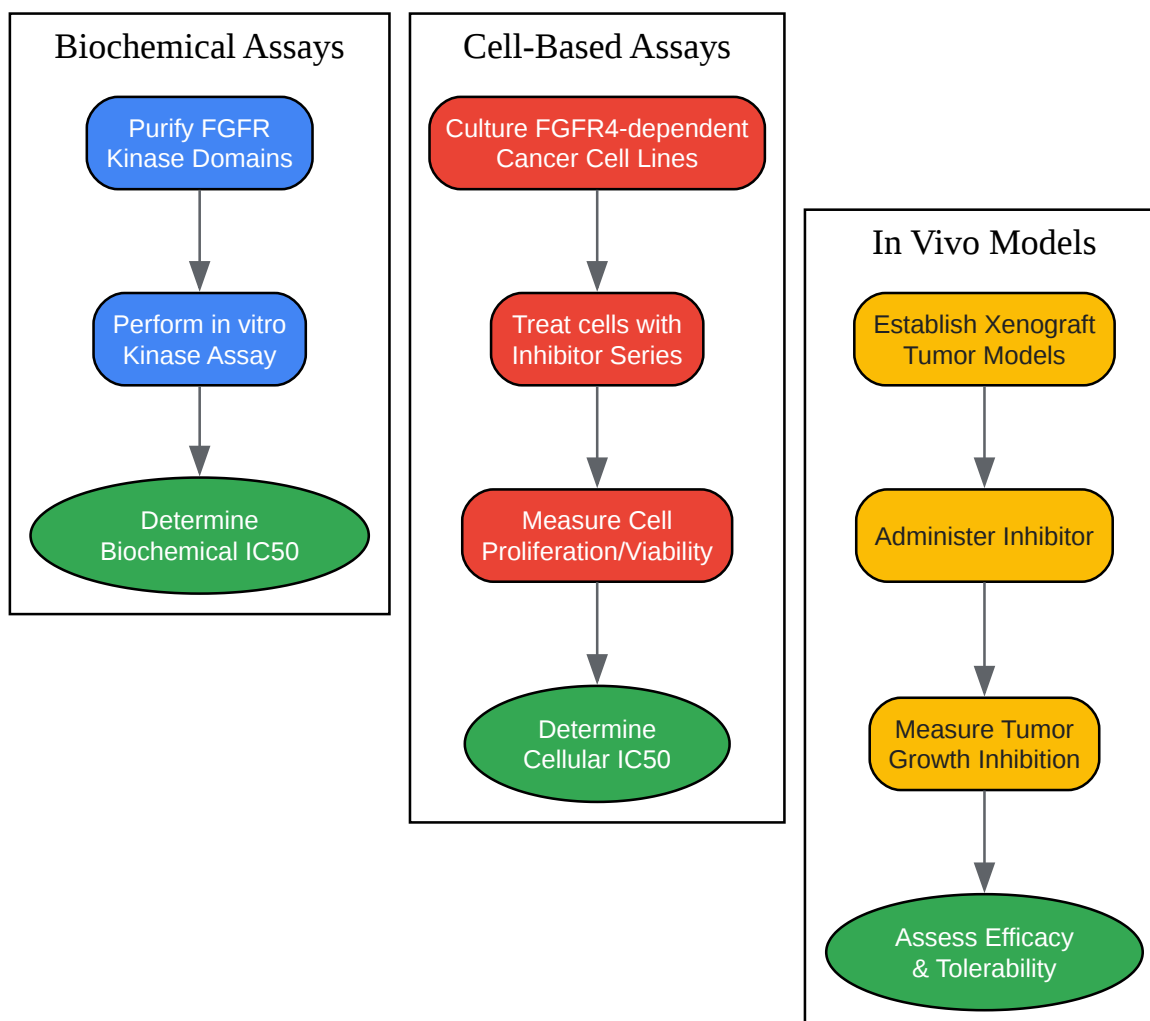 Biochemical Assays
Purify FGFR
Kinase Domains
Perform in vitro
Kinase Assay
Determine
Biochemical IC50
Cell-Based Assays
Culture FGFR4-dependent
Cancer Cell Lines
Treat cells with
Inhibitor Series
Measure Cell
Proliferation/Viability
Determine
Cellular IC50
In Vivo Models
Establish Xenograft
Tumor Models
Administer Inhibitor
Measure Tumor
Growth Inhibition
Assess Efficacy
& Tolerability